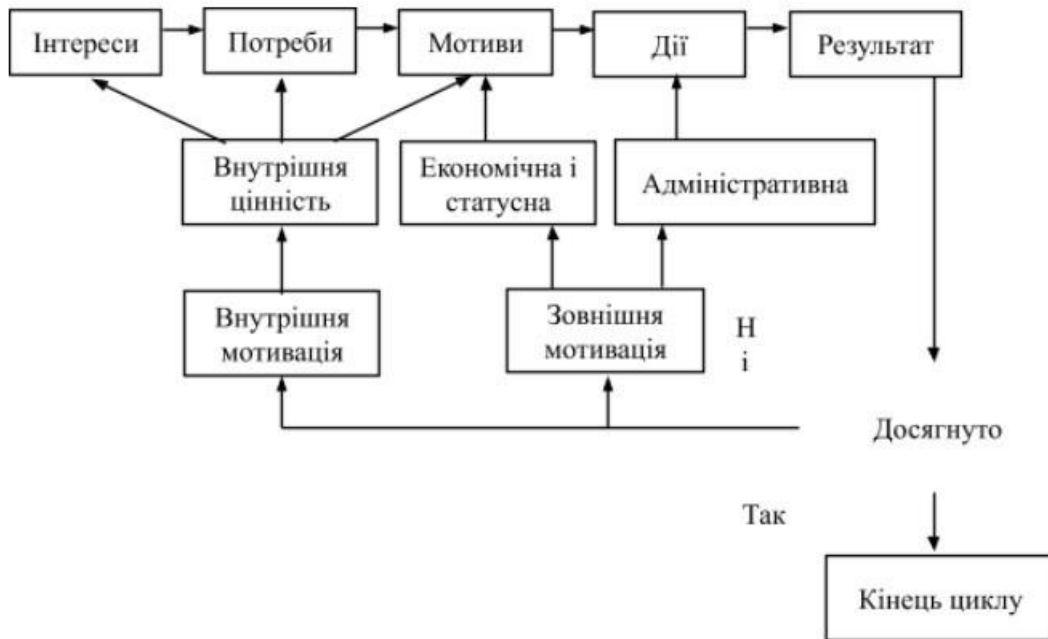 Інтереси
Потреби
Мотиви
Дії
Результат
Внутрішня
цінність
Економічна і
статусна
Адміністративна
Внутрішня
мотивація
Зовнішня
мотивація
Н
і
Досягнуто
Так
Кінець циклу